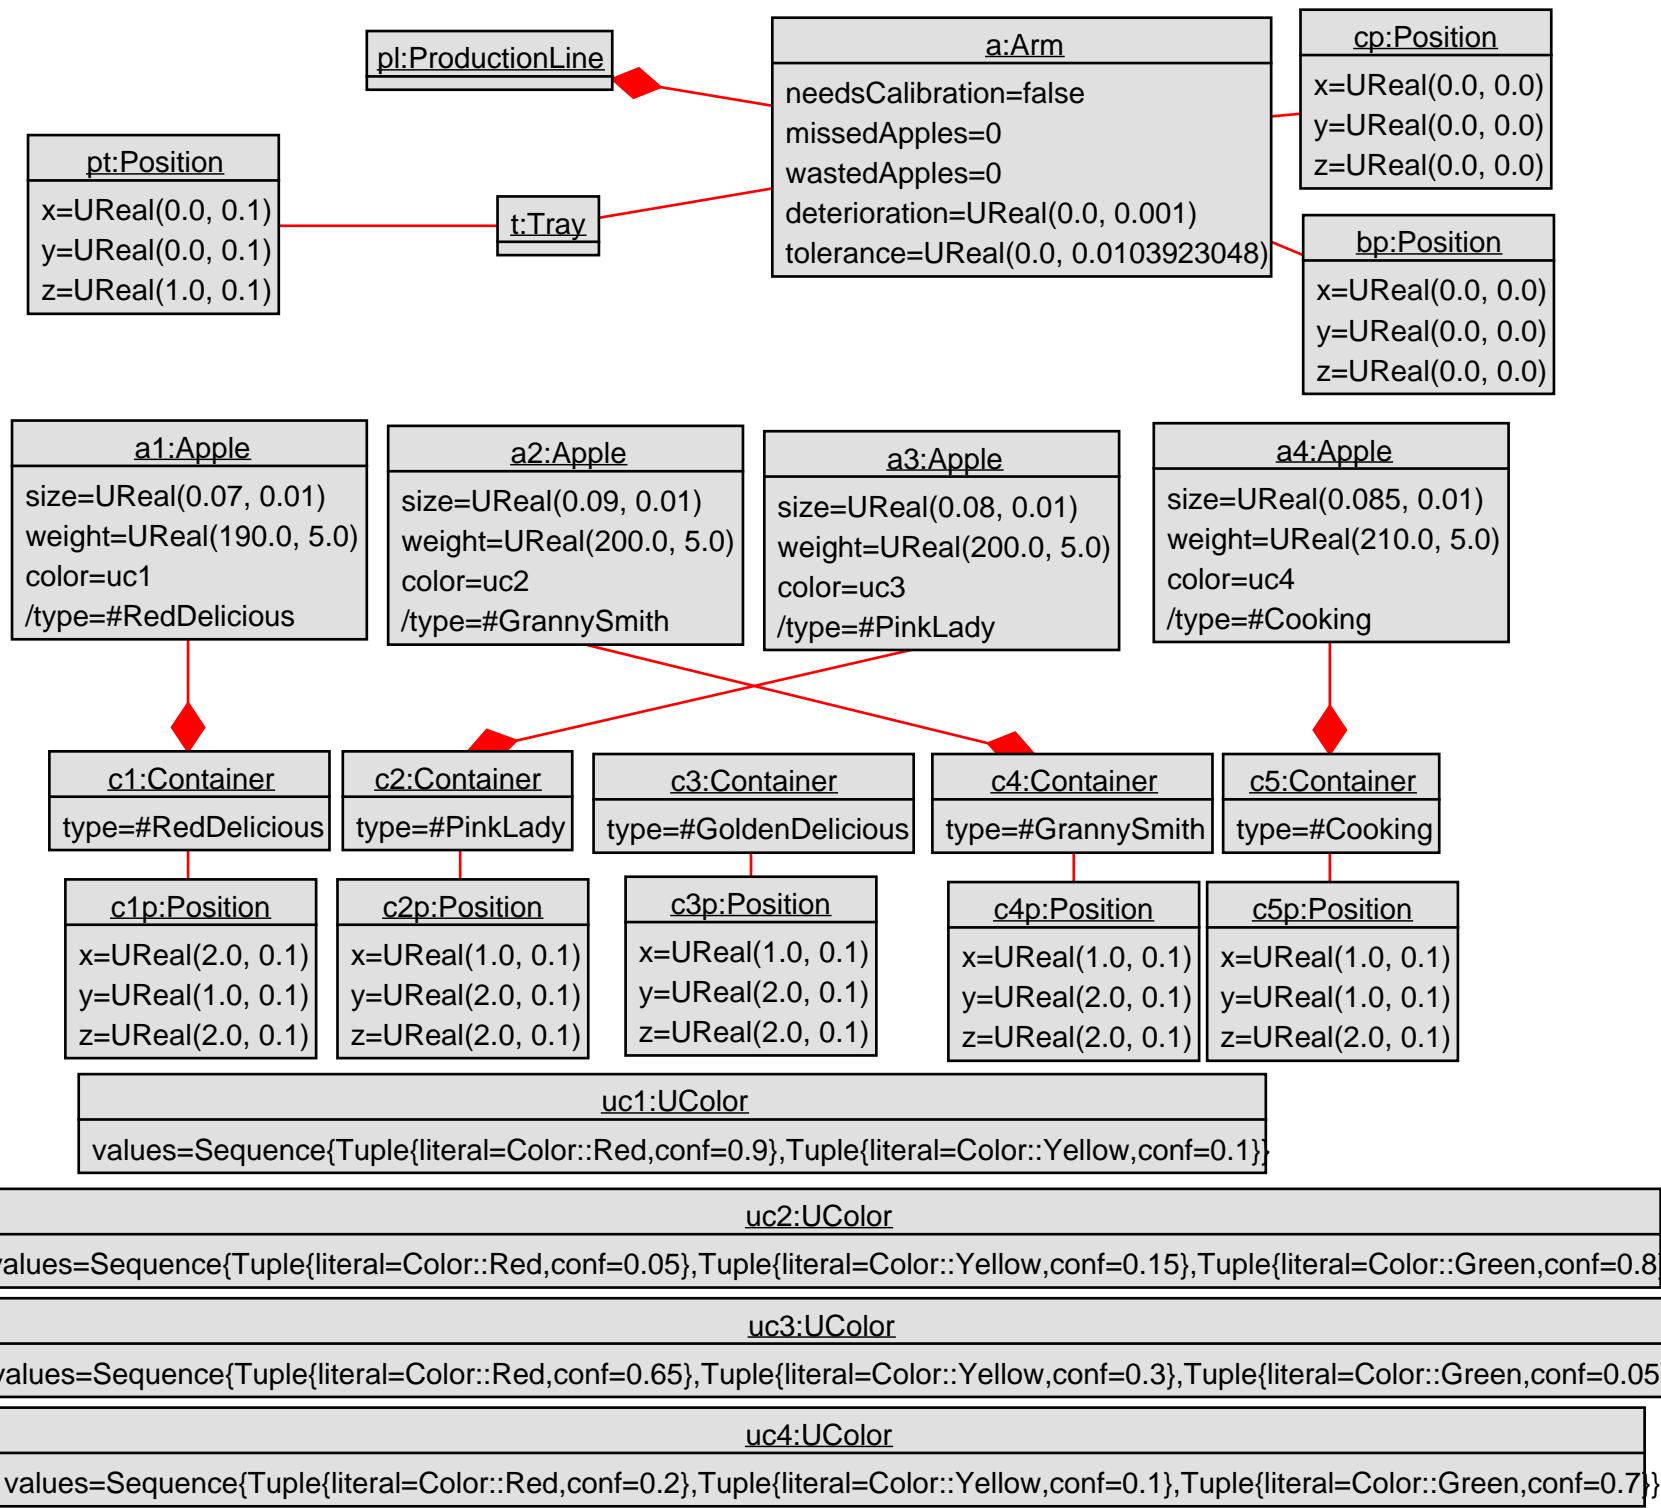 pl:ProductionLine
a:Arm
needsCalibration=false
missedApples=0
wastedApples=0
deterioration=UReal(0.0, 0.001)
tolerance=UReal(0.0, 0.0103923048)
cp:Position
x=UReal(0.0, 0.0)
y=UReal(0.0, 0.0)
z=UReal(0.0, 0.0)
pt:Position
x=UReal(0.0, 0.1)
y=UReal(0.0, 0.1)
z=UReal(1.0, 0.1)
t:Tray
bp:Position
x=UReal(0.0, 0.0)
y=UReal(0.0, 0.0)
z=UReal(0.0, 0.0)
a1:Apple
size=UReal(0.07, 0.01)
weight=UReal(190.0, 5.0)
color=uc1
/type=#RedDelicious
a2:Apple
size=UReal(0.09, 0.01)
weight=UReal(200.0, 5.0)
color=uc2
/type=#GrannySmith
a3:Apple
size=UReal(0.08, 0.01)
weight=UReal(200.0, 5.0)
color=uc3
/type=#PinkLady
a4:Apple
size=UReal(0.085, 0.01)
weight=UReal(210.0, 5.0)
color=uc4
/type=#Cooking
c1:Container
type=#RedDelicious
c2:Container
type=#PinkLady
c3:Container
type=#GoldenDelicious
c4:Container
type=#GrannySmith
c5:Container
type=#Cooking
c1p:Position
x=UReal(2.0, 0.1)
y=UReal(1.0, 0.1)
z=UReal(2.0, 0.1)
c2p:Position
x=UReal(1.0, 0.1)
y=UReal(2.0, 0.1)
z=UReal(2.0, 0.1)
c3p:Position
x=UReal(1.0, 0.1)
y=UReal(2.0, 0.1)
z=UReal(2.0, 0.1)
c4p:Position
x=UReal(1.0, 0.1)
y=UReal(2.0, 0.1)
z=UReal(2.0, 0.1)
c5p:Position
x=UReal(1.0, 0.1)
y=UReal(1.0, 0.1)
z=UReal(2.0, 0.1)
uc1:UColor
values=Sequence{Tuple{literal=Color::Red,conf=0.9},Tuple{literal=Color::Yellow,conf=0.1}}
uc2:UColor
values=Sequence{Tuple{literal=Color::Red,conf=0.05},Tuple{literal=Color::Yellow,conf=0.15},Tuple{literal=Color::Green,conf=0.8}
uc3:UColor
values=Sequence{Tuple{literal=Color::Red,conf=0.65},Tuple{literal=Color::Yellow,conf=0.3},Tuple{literal=Color::Green,conf=0.05
uc4:UColor
values=Sequence{Tuple{literal=Color::Red,conf=0.2},Tuple{literal=Color::Yellow,conf=0.1},Tuple{literal=Color::Green,conf=0.7}}